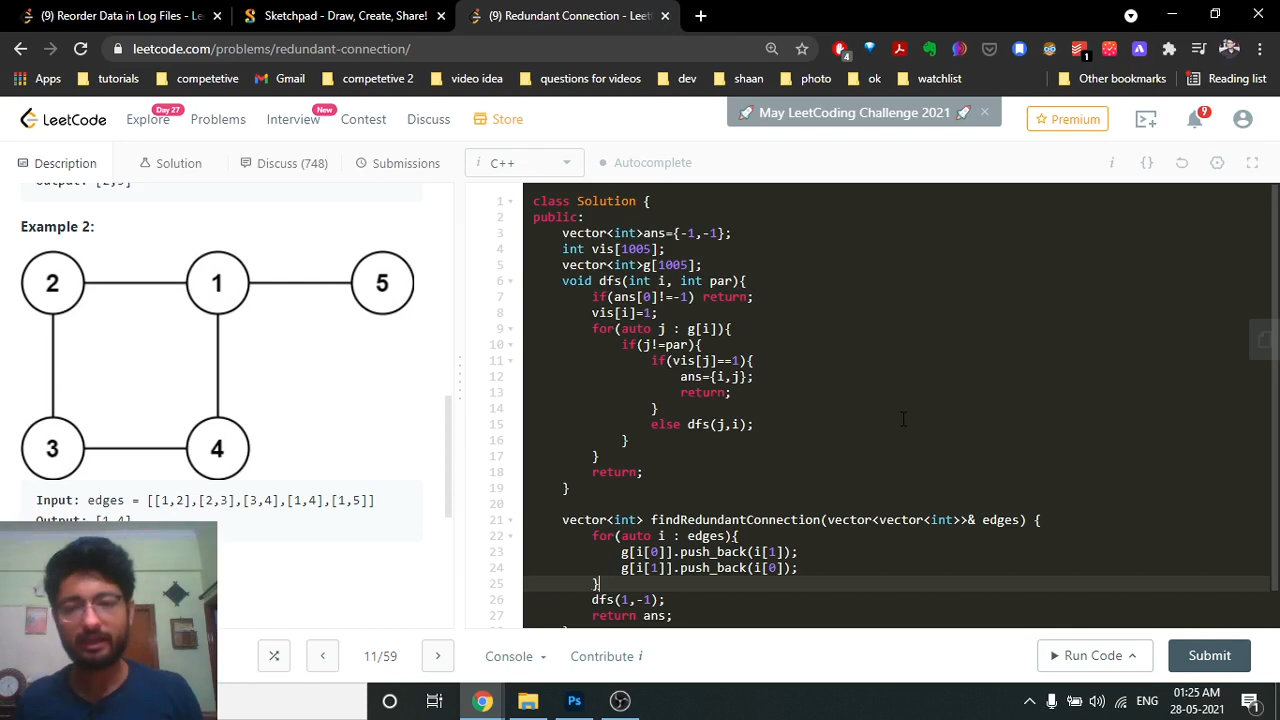 (9) Reorder Data in Log Files - L
Sketchpad - Draw, Create, Share!
(9) Redundant Connection - Leet
leetcode.com/problems/redundant-connection/
4
1
Apps
tutorials
competetive
Gmail
competetive 2
video idea
questions for videos
dev
shaan
photo
ok
watchlist
Other bookmarks
Reading list
LeetCode
Explore
Day 27
Problems
Interview
New
Contest
Discuss
Store
🚀 May LeetCoding Challenge 2021 🚀
Premium
9
Description
Solution
Discuss (748)
Submissions
i C++
Autocomplete
Example 2:
2
1
5
3
4
Input: edges = [[1,2],[2,3],[3,4],[1,4],[1,5]]
Output: [1,4]
1 class Solution {
2 public:
3 vector<int>ans={-1,-1};
4 int vis[1005];
5 vector<int>g[1005];
6 void dfs(int i, int par){
7 if(ans[0]!=-1) return;
8 vis[i]=1;
9 for(auto j : g[i]){
10 if(j!=par){
11 if(vis[j]==1){
12 ans={i,j};
13 return;
14 }
15 else dfs(j,i);
16 }
17 }
18 return;
19 }
20
21 vector<int> findRedundantConnection(vector<vector<int>>& edges) {
22 for(auto i : edges){
23 g[i[0]].push_back(i[1]);
24 g[i[1]].push_back(i[0]);
25 }
26 dfs(1,-1);
27 return ans;
11/59
Console
Contribute i
Run Code
Submit
Ps
ENG
01:25 AM
28-05-2021
1